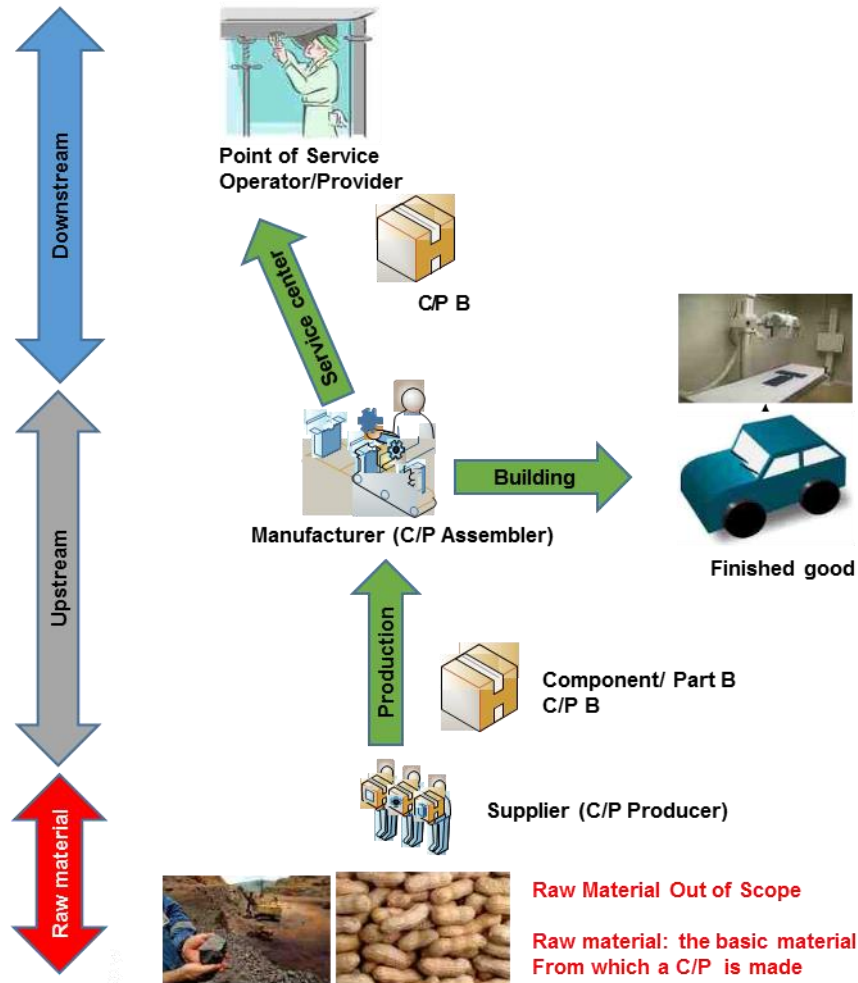 Downstream
Point of Service
Operator/Provider
Service center
C/P B
Upstream
Building
Manufacturer (C/P Assembler)
Finished good
Production
Component/ Part B
C/P B
Raw material
Supplier (C/P Producer)
Raw Material Out of Scope
Raw material: the basic material
From which a C/P is made